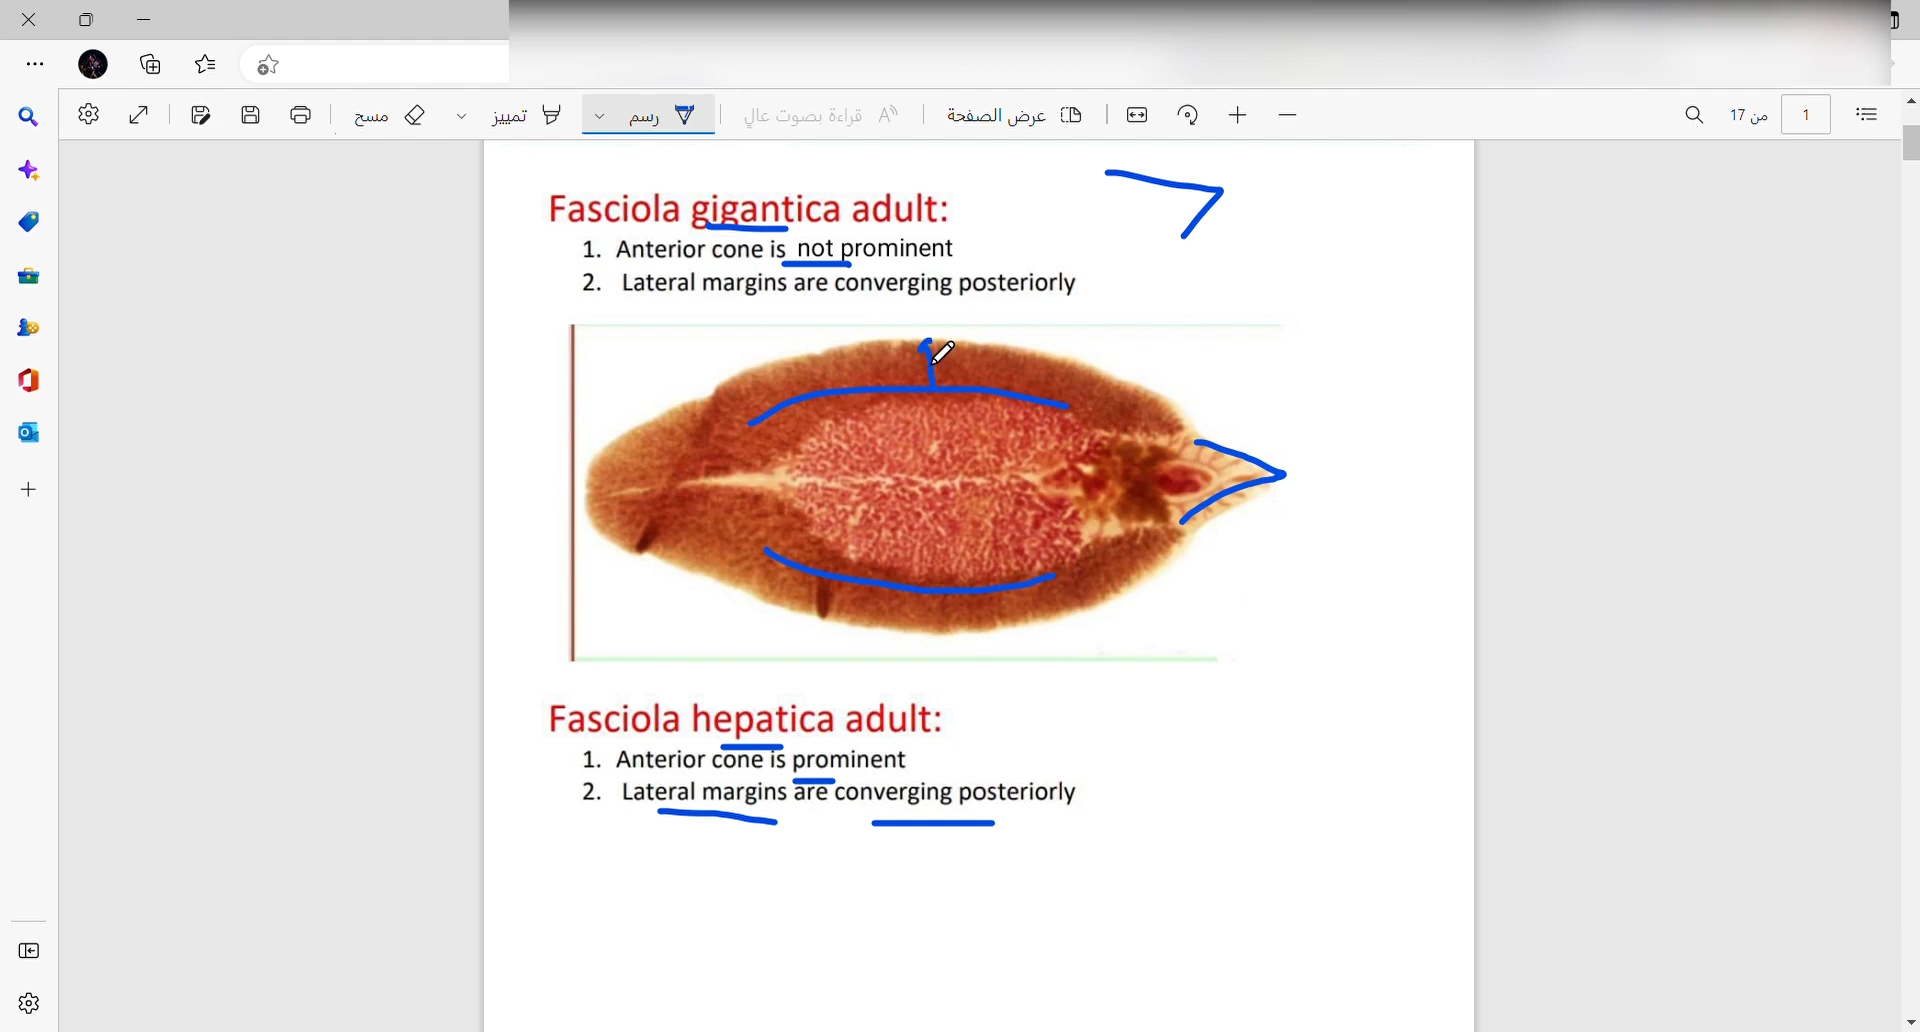 مسح
تمييز
رسم
قراءة بصوت عالٍ
عرض الصفحة
من 17
1
Fasciola gigantica adult:
1. Anterior cone is not prominent
2. Lateral margins are converging posteriorly
Fasciola hepatica adult:
1. Anterior cone is prominent
2. Lateral margins are converging posteriorly